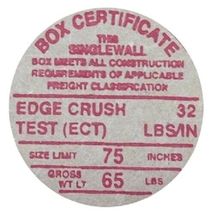 BOX CERTIFICATE
THIS
SINGLEWALL
BOX MEETS ALL CONSTRUCTION
REQUIREMENTS OF APPLICABLE
FREIGHT CLASSIFICATION
EDGE CRUSH 32
TEST (ECT) LBS/IN
SIZE LIMIT 75 INCHES
GROSS
WT LT 65 LBS